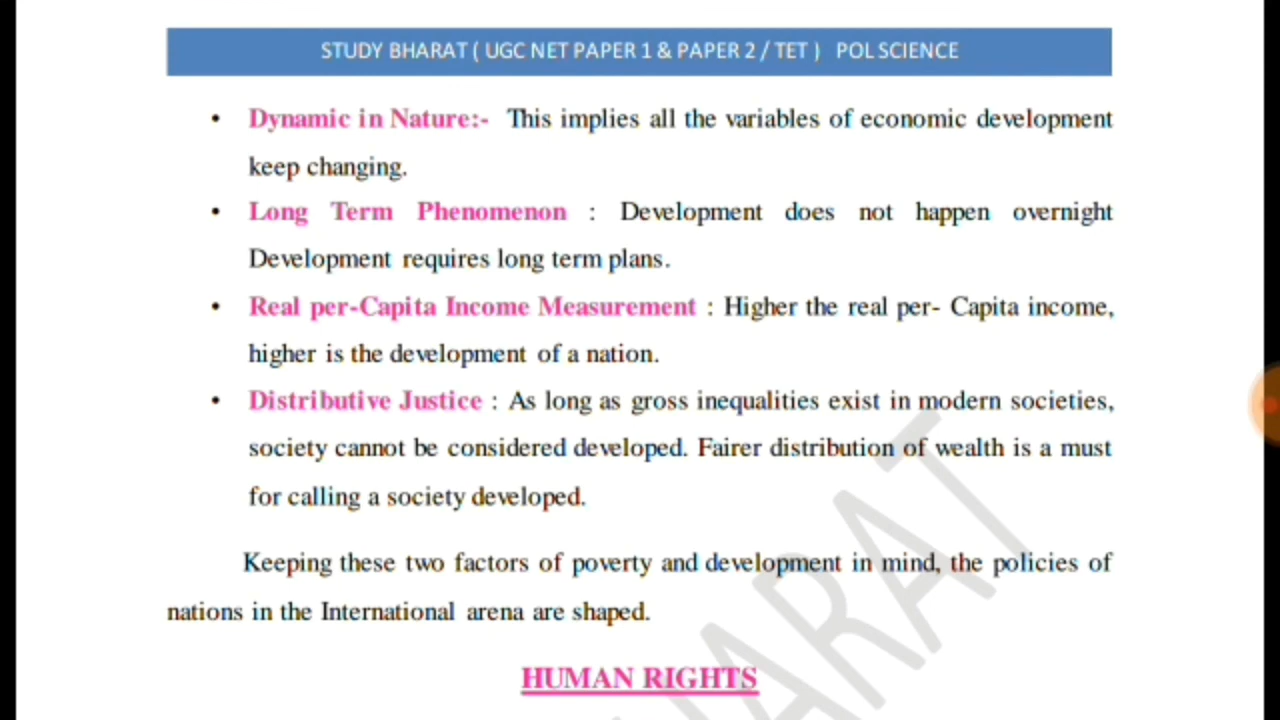 STUDY BHARAT ( UGC NET PAPER 1 & PAPER 2 / TET ) POL SCIENCE
• Dynamic in Nature:- This implies all the variables of economic development
keep changing.
• Long Term Phenomenon : Development does not happen overnight
Development requires long term plans.
• Real per-Capita Income Measurement : Higher the real per- Capita income,
higher is the development of a nation.
• Distributive Justice : As long as gross inequalities exist in modern societies,
society cannot be considered developed. Fairer distribution of wealth is a must
for calling a society developed.
Keeping these two factors of poverty and development in mind, the policies of
nations in the International arena are shaped.
HUMAN RIGHTS